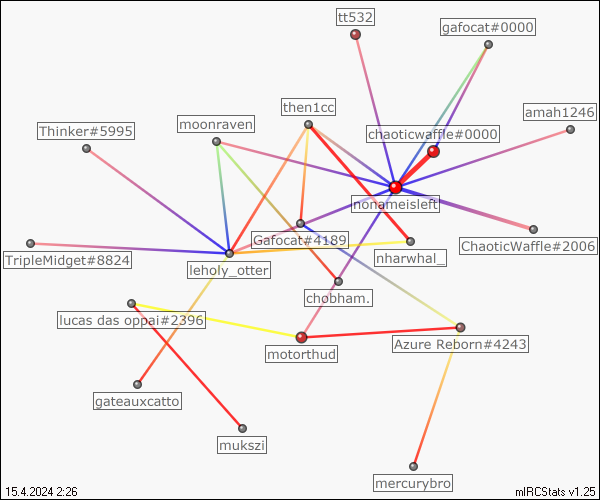 tt532
gafocat#0000
then1cc
amah1246
Thinker#5995
moonraven
chaoticwaffle#0000
nonameisleft
Gafocat#4189
ChaoticWaffle#2006
TripleMidget#8824
leholy_otter
nharwhal_
chobham.
lucas das oppai#2396
motorthud
Azure Reborn#4243
gateauxcatto
mukszi
mercurybro
15.4.2024 2:26
mIRCStats v1.25